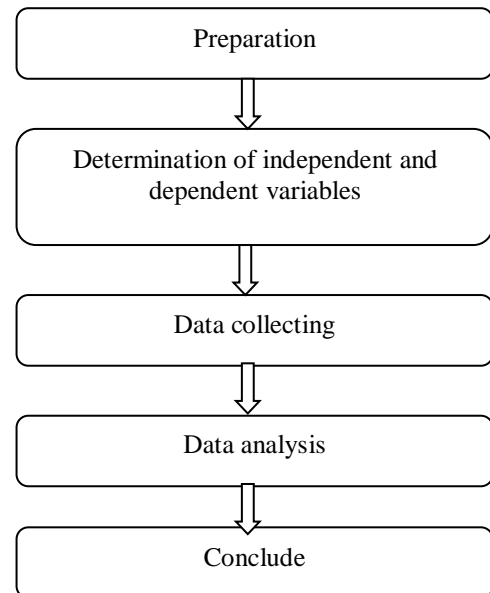 Preparation
Determination of independent and
dependent variables
Data collecting
Data analysis
Conclude